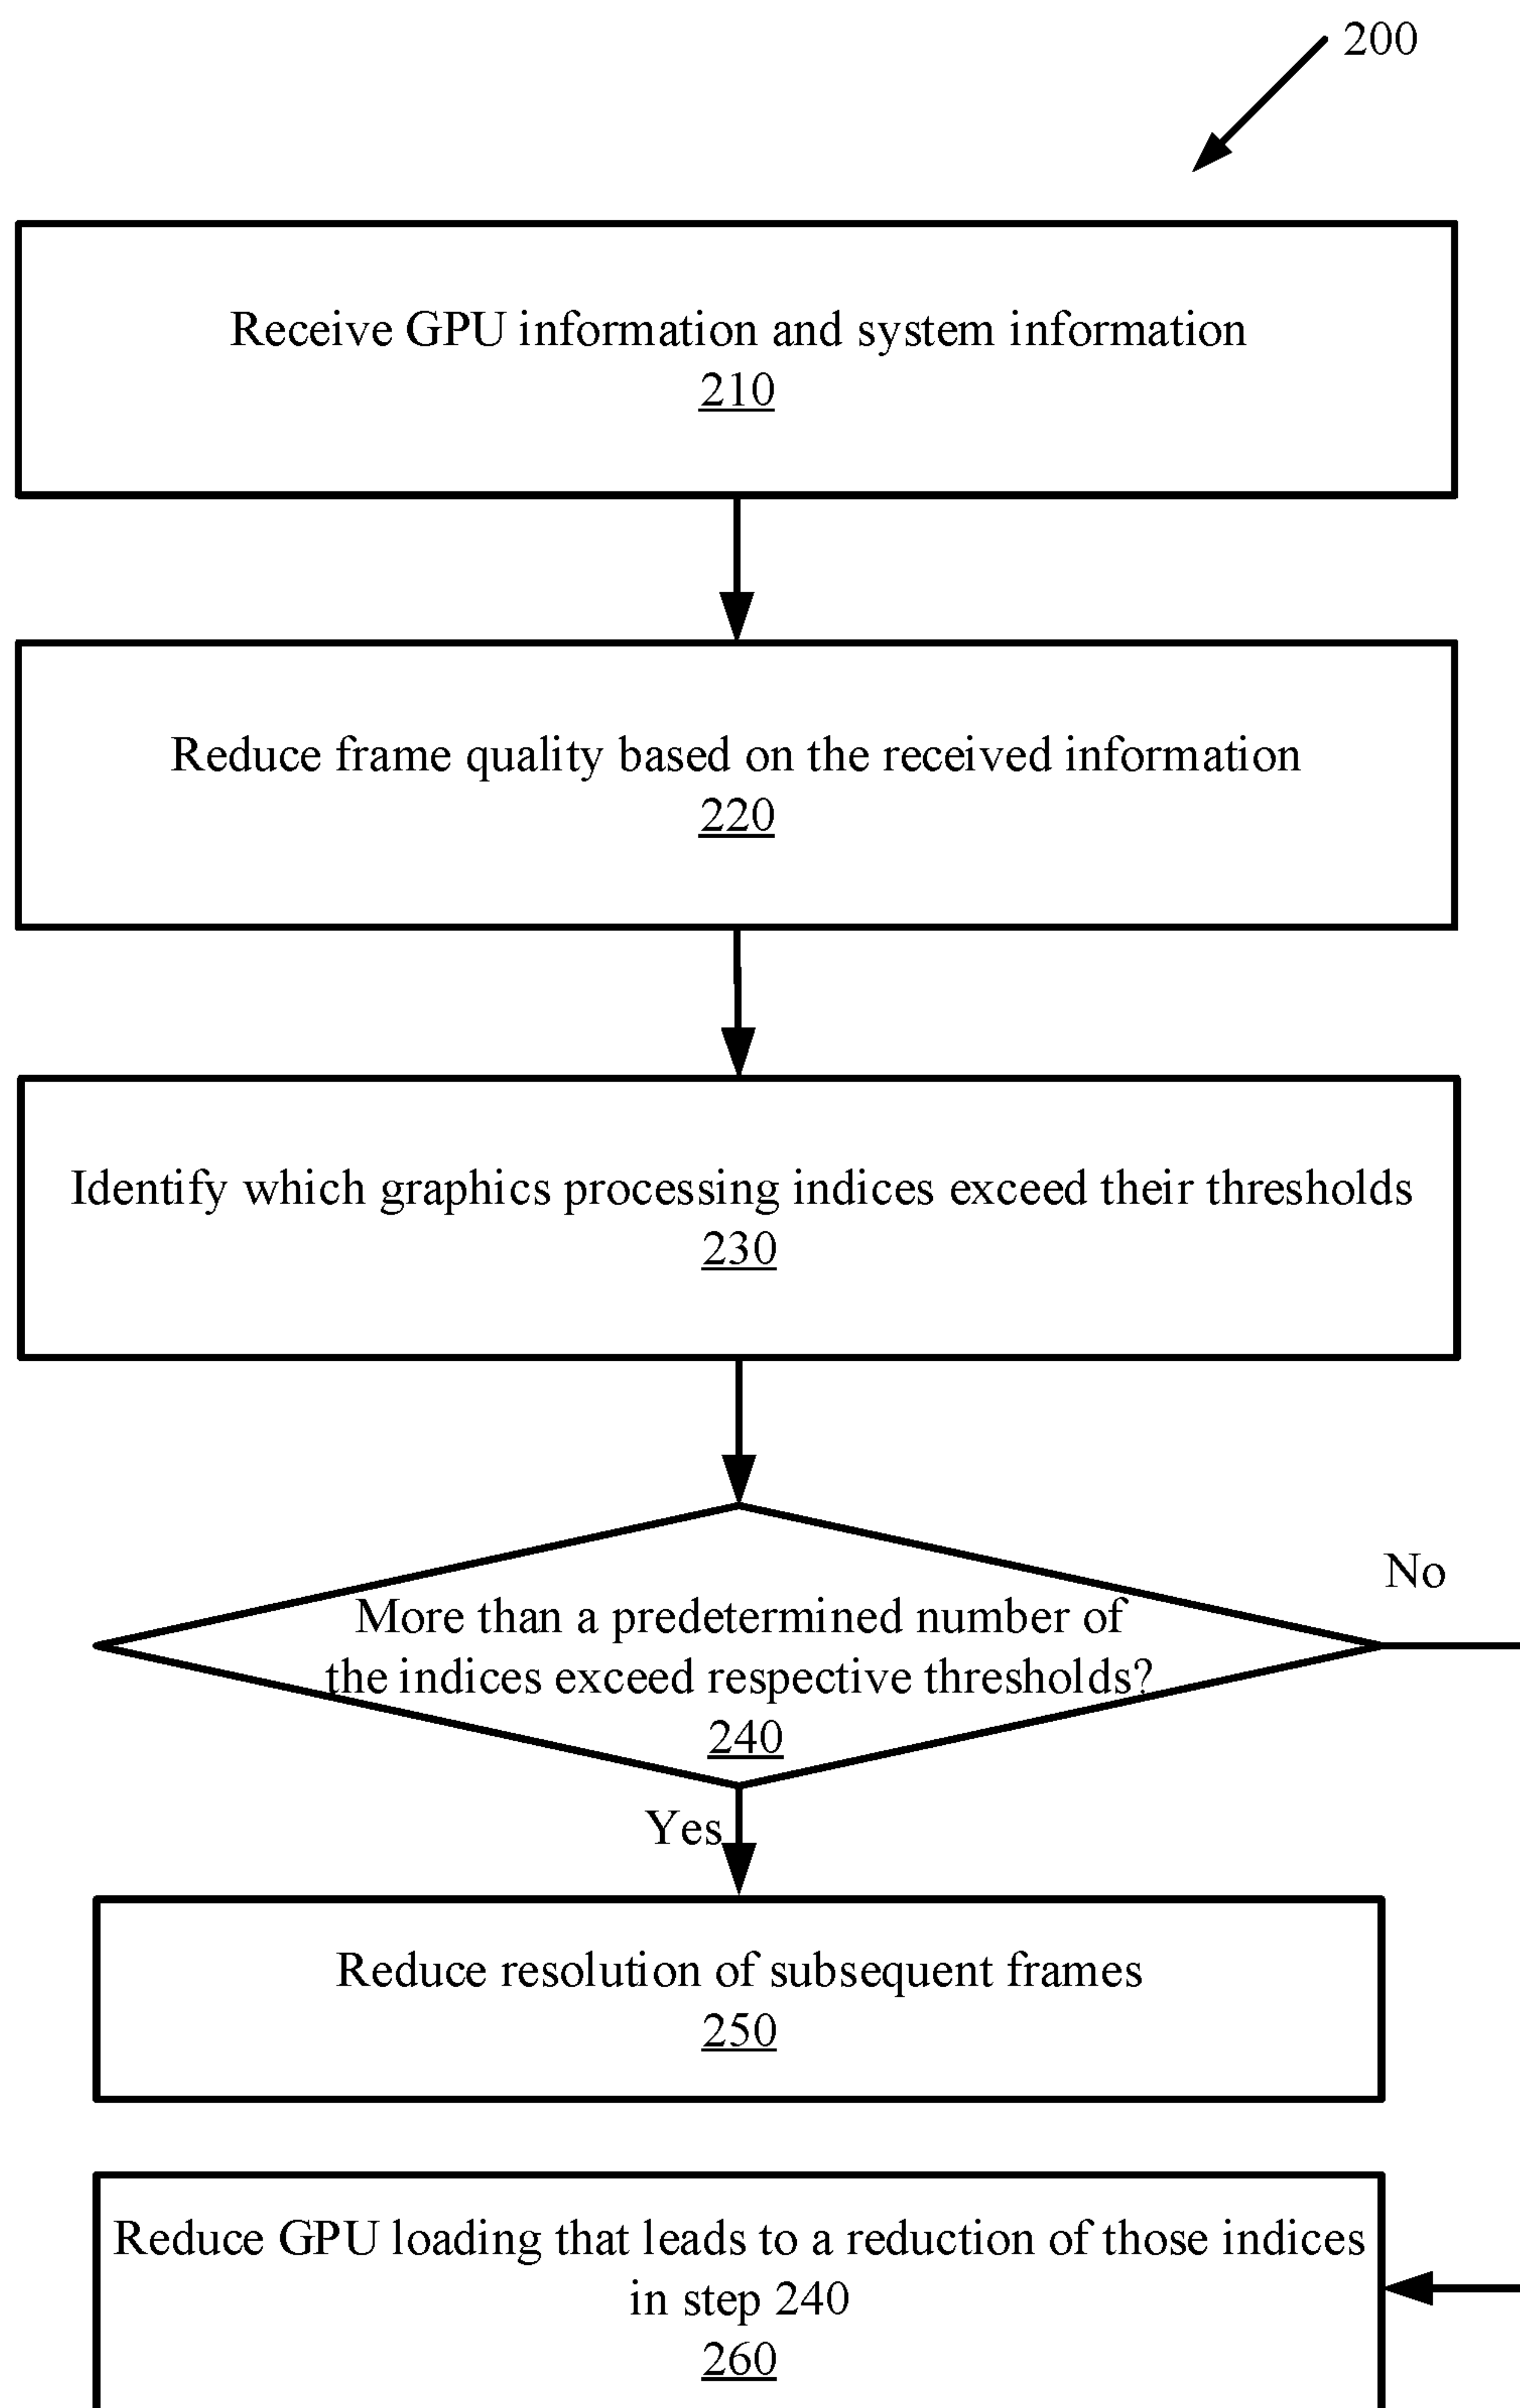 200
Receive GPU information and system information
210
Reduce frame quality based on the received information
220
Identify which graphics processing indices exceed their thresholds
230
No
More than a predetermined number of
the indices exceed respective thresholds?
240
Yes
Reduce resolution of subsequent frames
250
Reduce GPU loading that leads to a reduction of those indices
in step 240
260